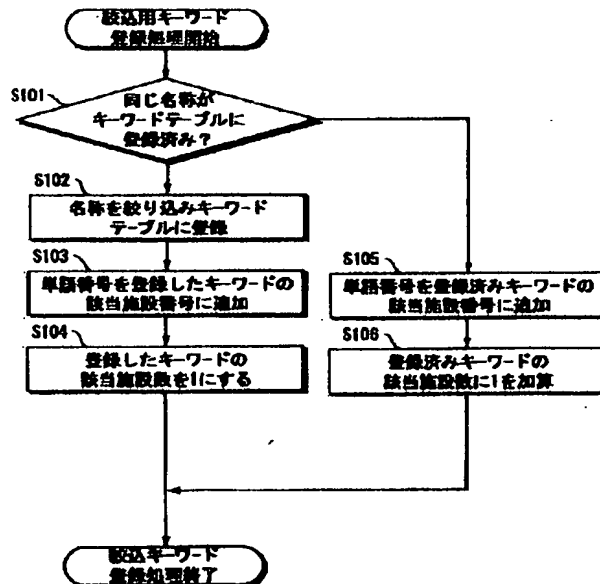 絞込用キーワード
登録処理開始
S101
同じ名称が
キーワードテーブルに
登録済み？
S102
名称を絞り込みキーワード
テーブルに登録
S103
単語番号を登録したキーワードの
該当施設番号に追加
S104
登録したキーワードの
該当施設数を1にする
S105
単語番号を登録済みキーワードの
該当施設番号に追加
S106
登録済みキーワードの
該当施設数に1を加算
絞込キーワード
登録処理終了